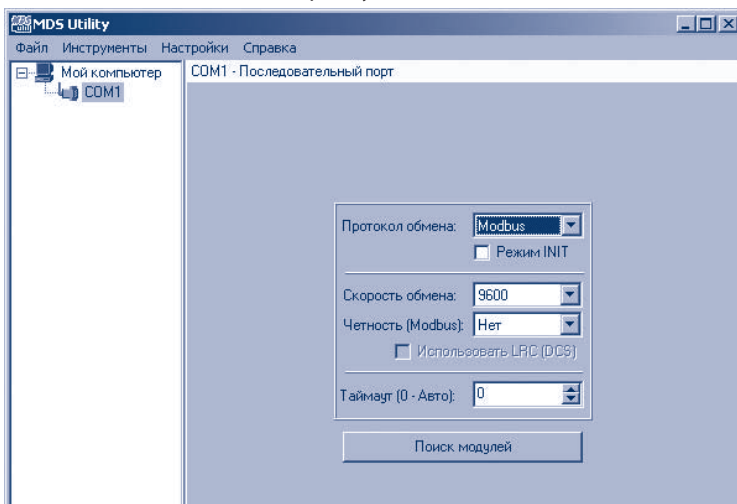 MDS Utility
Файл Инструменты Настройки Справка
Мой компьютер
COM1
COM1 - Последовательный порт
Протокол обмена: Modbus
Режим INIT
Скорость обмена: 9600
Четность (Modbus): Нет
Использовать LRC (DCS)
Таймаут (0 - Авто): 0
Поиск модулей